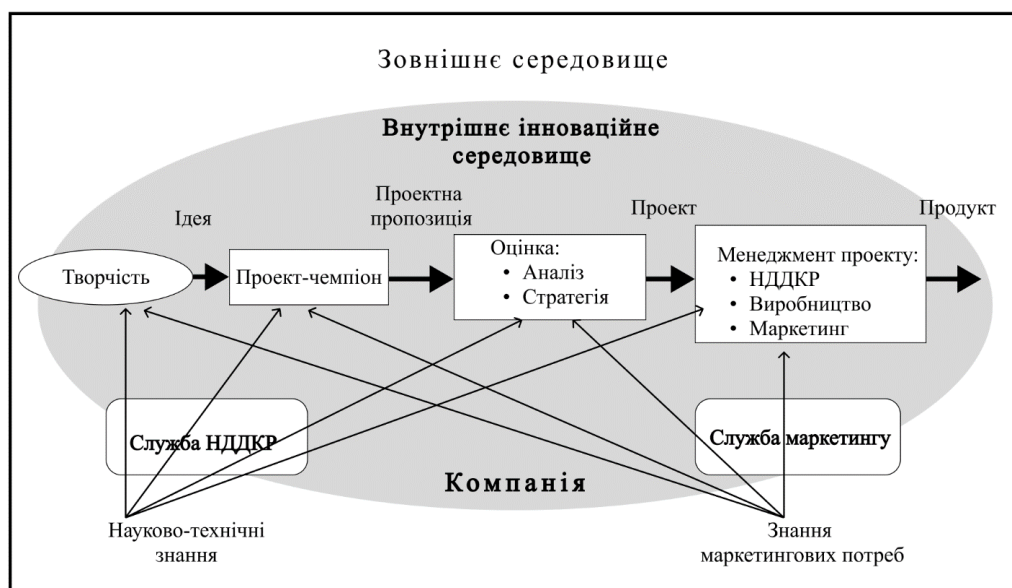 Зовнішнє середовище
Внутрішнє інноваційне
середовище
Ідея
Проектна
пропозиція
Проект
Продукт
Творчість
Проект-чемпіон
Оцінка:
• Аналіз
• Стратегія
Менеджмент проекту:
• НДДКР
• Виробництво
• Маркетинг
Служба НДДКР
Служба маркетингу
Компанія
Науково-технічні
знання
Знання
маркетингових потреб